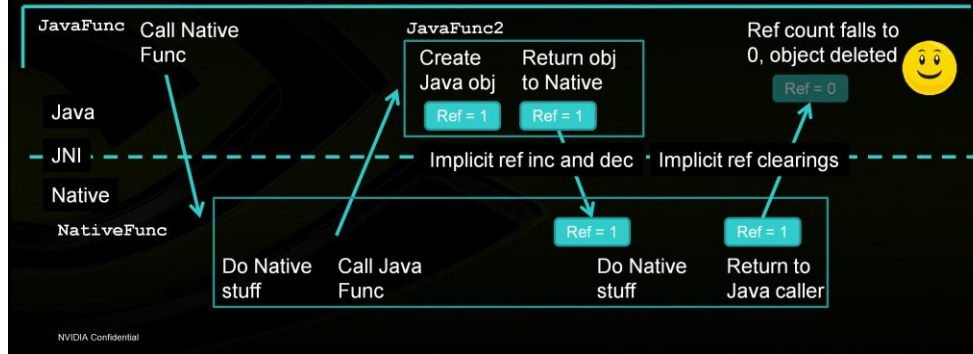 JavaFunc
Call Native
Func
JavaFunc2
Create
Java obj
Return obj
to Native
Ref = 1
Ref = 1
Ref count falls to
0, object deleted
Ref = 0
Java
JNI
Implicit ref inc and dec
Implicit ref clearings
Native
NativeFunc
Ref = 1
Ref = 1
Do Native
stuff
Call Java
Func
Do Native
stuff
Return to
Java caller
NVIDIA Confidential